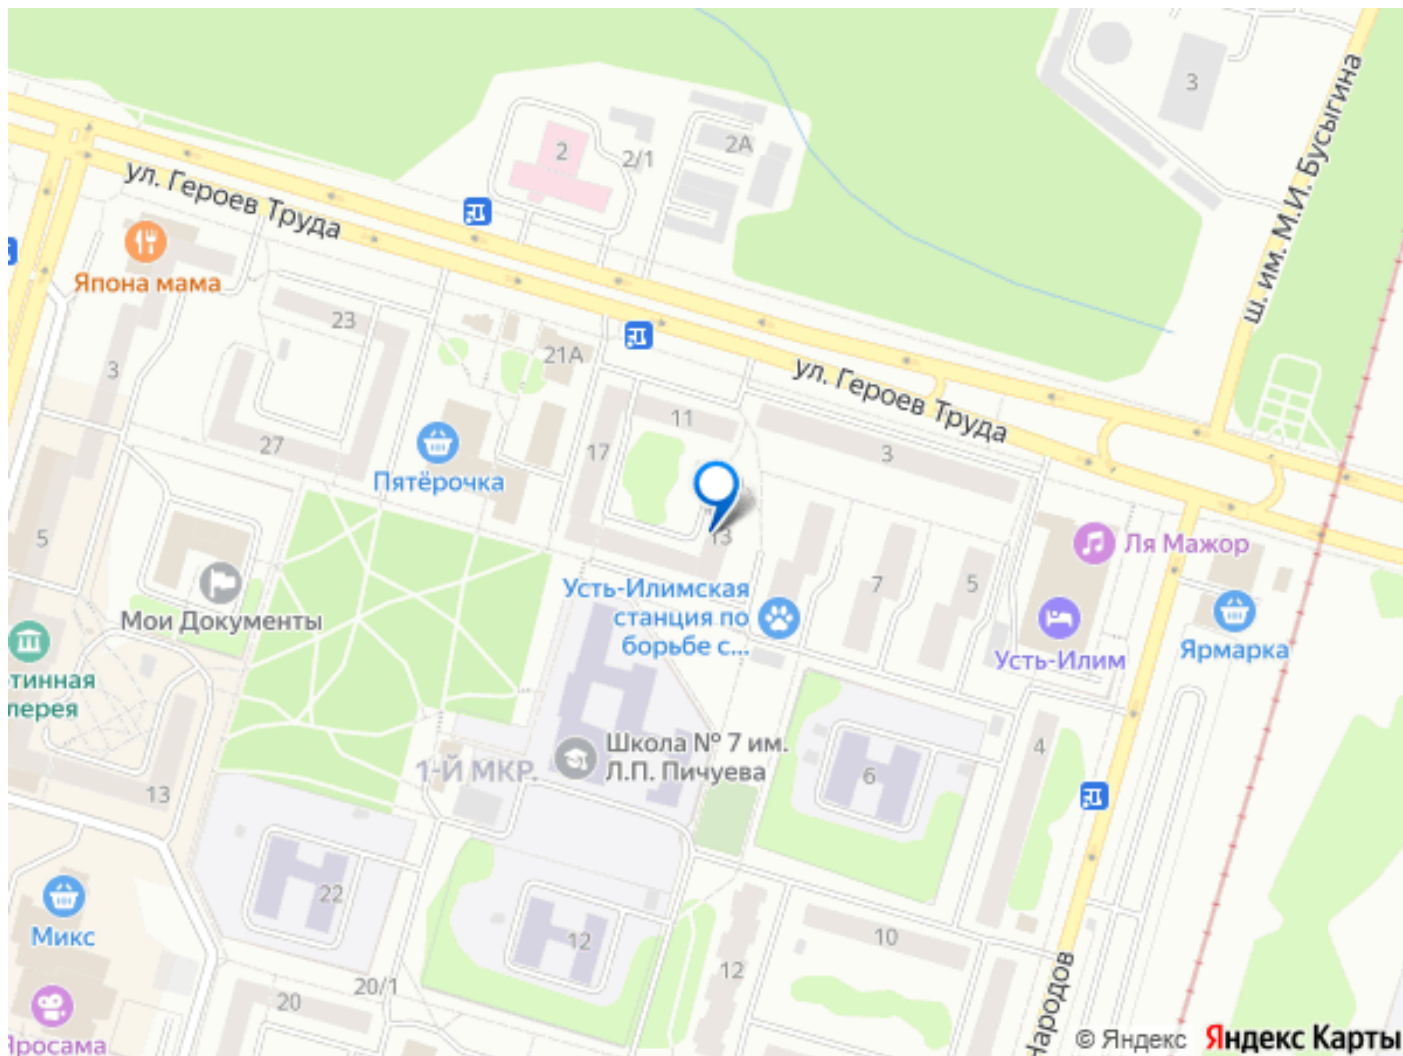 3
ш. им. М.И. Бусыгина
2
2/1
2А
ул. Героев Труда
Япона мама
23
21А
3
ул. Героев Труда
11
17
3
27
Пятёрочка
13
5
Ля Мажор
Мои Документы
Усть-Илимская
станция по
борьбе с...
7
5
Усть-Илим
Ярмарка
тинная
лерея
Школа № 7 им.
Л.П. Пичуева
1-Й МКР.
4
6
13
22
Микс
12
10
12
20/1
20
Народов
Яросама
© Яндекс
Яндекс Карты